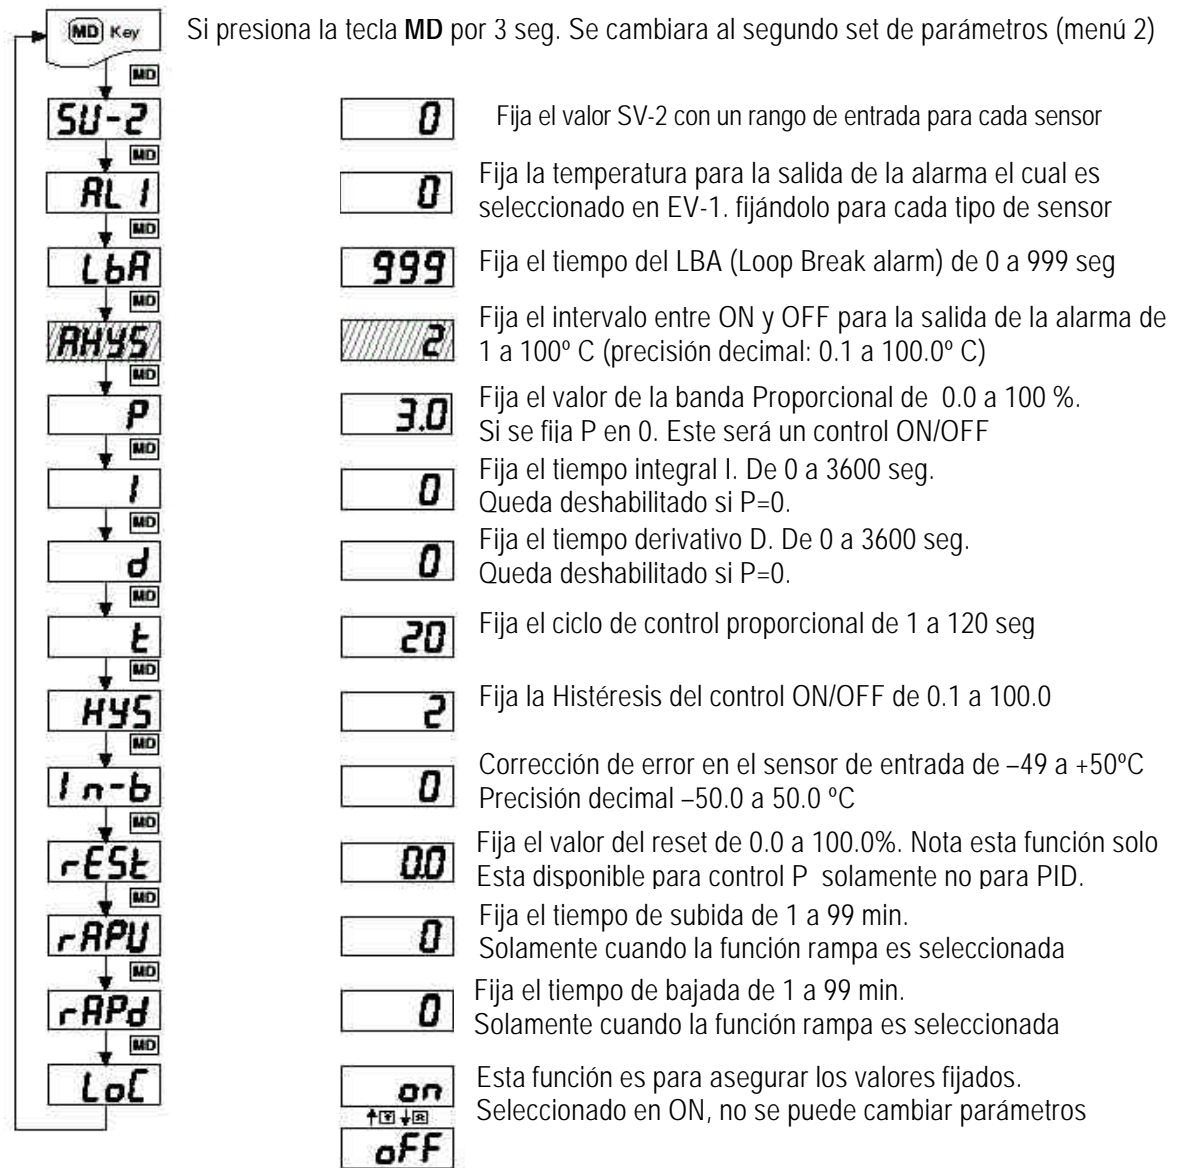 MD Key Si presiona la tecla MD por 3 seg. Se cambiara al segundo set de parámetros (menú 2)
MD
SU-2 0 Fija el valor SV-2 con un rango de entrada para cada sensor
MD
AL1 0 Fija la temperatura para la salida de la alarma el cual es
seleccionado en EV-1. fijándolo para cada tipo de sensor
MD
LbA 999 Fija el tiempo del LBA (Loop Break alarm) de 0 a 999 seg
MD
AHYS 2 Fija el intervalo entre ON y OFF para la salida de la alarma de
1 a 100º C (precisión decimal: 0.1 a 100.0º C)
MD
P 3.0 Fija el valor de la banda Proporcional de 0.0 a 100 %.
Si se fija P en 0. Este será un control ON/OFF
MD
I 0 Fija el tiempo integral I. De 0 a 3600 seg.
Queda deshabilitado si P=0.
MD
d 0 Fija el tiempo derivativo D. De 0 a 3600 seg.
Queda deshabilitado si P=0.
MD
t 20 Fija el ciclo de control proporcional de 1 a 120 seg
MD
HYS 2 Fija la Histéresis del control ON/OFF de 0.1 a 100.0
MD
In-b 0 Corrección de error en el sensor de entrada de –49 a +50ºC
Precisión decimal –50.0 a 50.0 ºC
MD
rESt 0.0 Fija el valor del reset de 0.0 a 100.0%. Nota esta función solo
Esta disponible para control P solamente no para PID.
MD
rAPU 0 Fija el tiempo de subida de 1 a 99 min.
Solamente cuando la función rampa es seleccionada
MD
rAPd 0 Fija el tiempo de bajada de 1 a 99 min.
Solamente cuando la función rampa es seleccionada
MD
LoC on Esta función es para asegurar los valores fijados.
Seleccionado en ON, no se puede cambiar parámetros
oFF